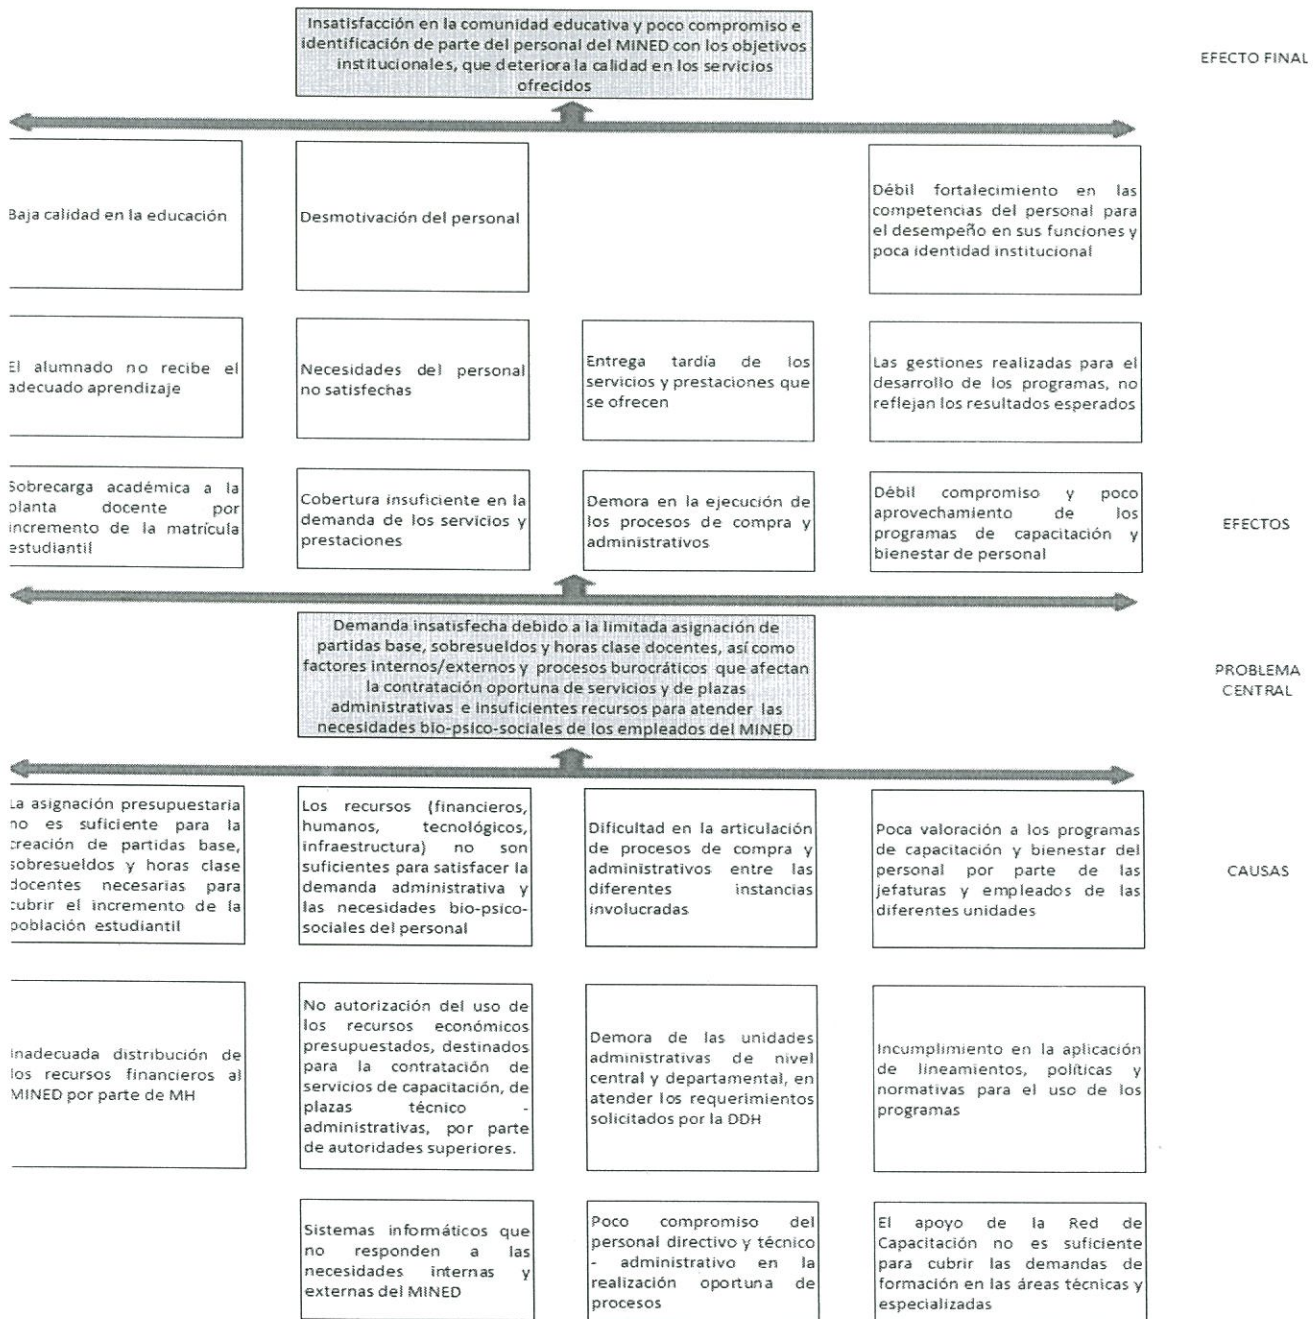 Insatisfacción en la comunidad educativa y poco compromiso e
identificación de parte del personal del MINED con los objetivos
institucionales, que deteriora la calidad en los servicios
ofrecidos
EFECTO FINAL
Baja calidad en la educación
Desmotivación del personal
Débil fortalecimiento en las
competencias del personal para
el desempeño en sus funciones y
poca identidad institucional
El alumnado no recibe el
adecuado aprendizaje
Necesidades del personal
no satisfechas
Entrega tardía de los
servicios y prestaciones que
se ofrecen
Las gestiones realizadas para el
desarrollo de los programas, no
reflejan los resultados esperados
Sobrecarga académica a la
planta docente por
incremento de la matrícula
estudiantil
Cobertura insuficiente en la
demanda de los servicios y
prestaciones
Demora en la ejecución de
los procesos de compra y
administrativos
Débil compromiso y poco
aprovechamiento de los
programas de capacitación y
bienestar de personal
EFECTOS
Demanda insatisfecha debido a la limitada asignación de
partidas base, sobresueldos y horas clase docentes, así como
factores internos/externos y procesos burocráticos que afectan
la contratación oportuna de servicios y de plazas
administrativas e insuficientes recursos para atender las
necesidades bio-psico-sociales de los empleados del MINED
PROBLEMA
CENTRAL
La asignación presupuestaria
no es suficiente para la
creación de partidas base,
sobresueldos y horas clase
docentes necesarias para
cubrir el incremento de la
población estudiantil
Los recursos (financieros,
humanos, tecnológicos,
infraestructura) no son
suficientes para satisfacer la
demanda administrativa y
las necesidades bio-psico-
sociales del personal
Dificultad en la articulación
de procesos de compra y
administrativos entre las
diferentes instancias
involucradas
Poca valoración a los programas
de capacitación y bienestar del
personal por parte de las
jefaturas y empleados de las
diferentes unidades
CAUSAS
Inadecuada distribución de
los recursos financieros al
MINED por parte de MH
No autorización del uso de
los recursos económicos
presupuestados, destinados
para la contratación de
servicios de capacitación, de
plazas técnico -
administrativas, por parte
de autoridades superiores.
Demora de las unidades
administrativas de nivel
central y departamental, en
atender los requerimientos
solicitados por la DDH
Incumplimiento en la aplicación
de lineamientos, políticas y
normativas para el uso de los
programas
Sistemas informáticos que
no responden a las
necesidades internas y
externas del MINED
Poco compromiso del
personal directivo y técnico
- administrativo en la
realización oportuna de
procesos
El apoyo de la Red de
Capacitación no es suficiente
para cubrir las demandas de
formación en las áreas técnicas y
especializadas